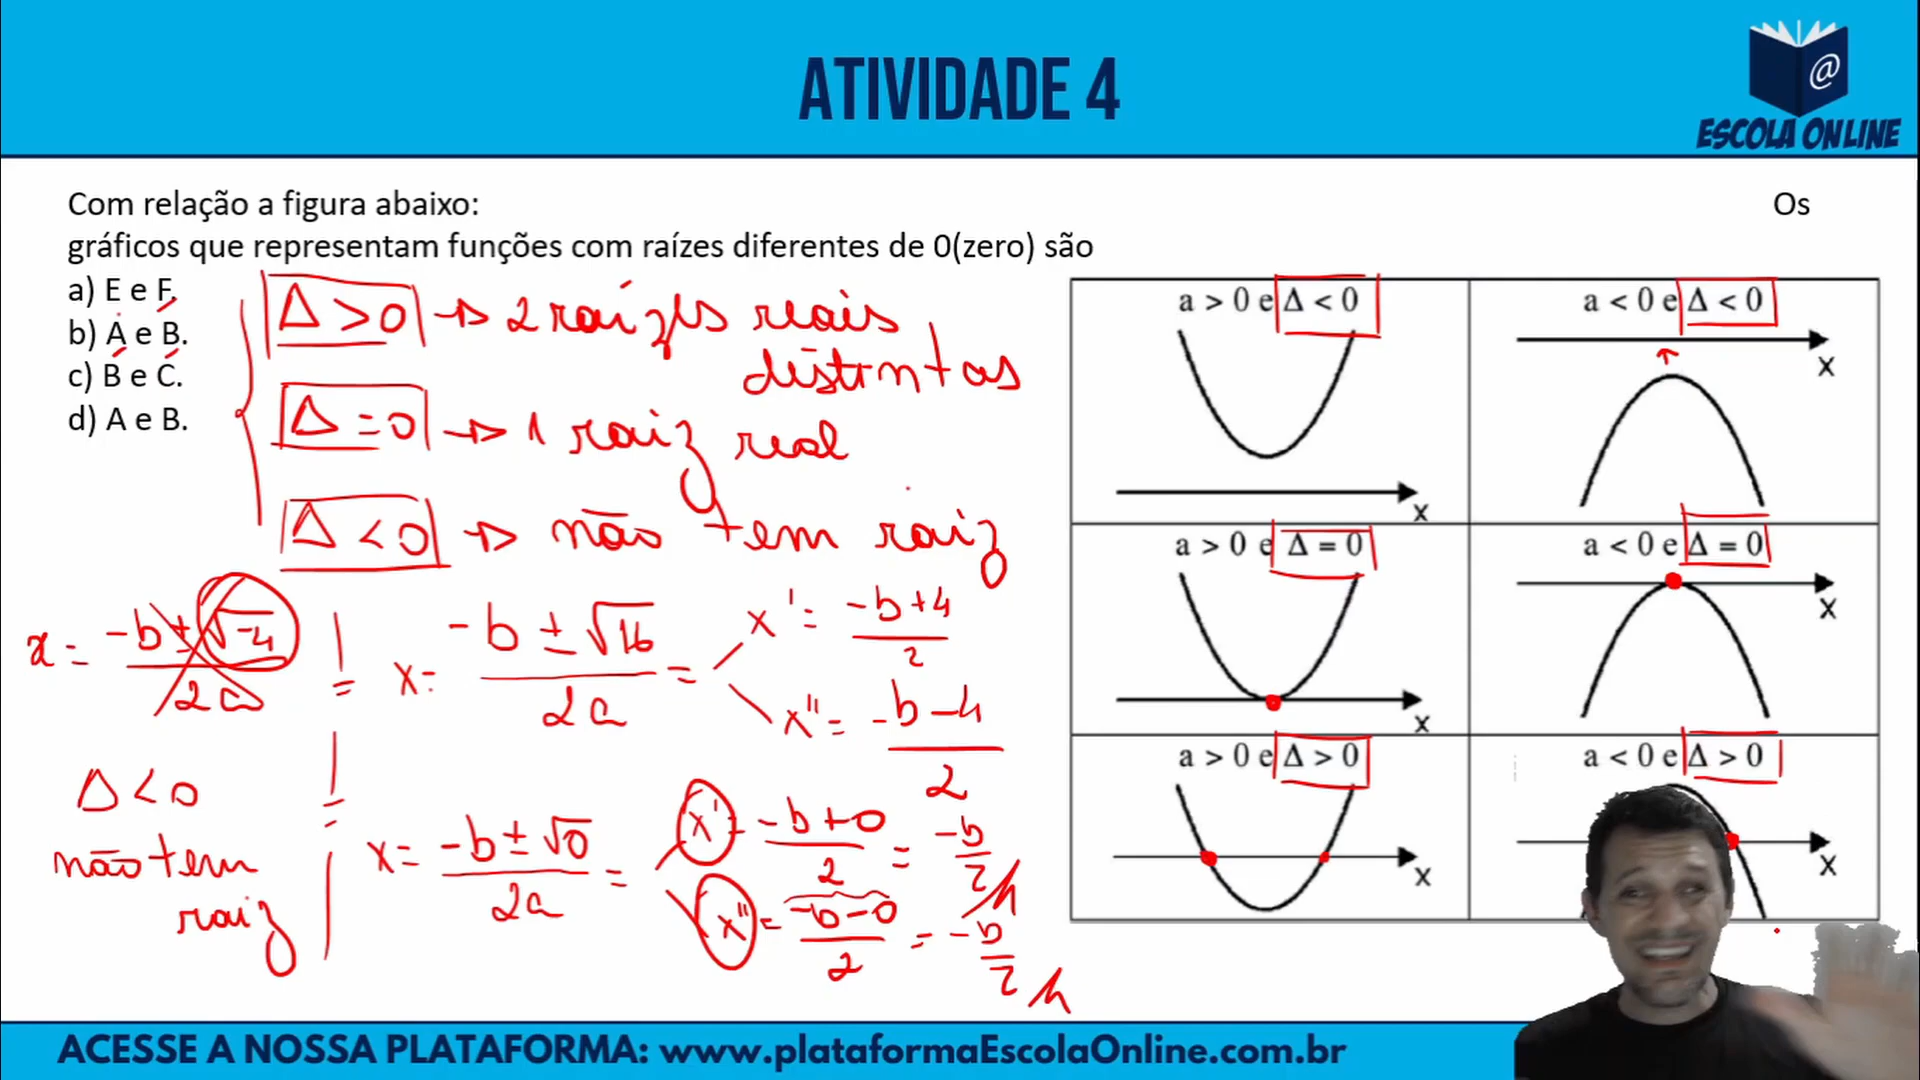 ATIVIDADE 4
@
ESCOLA ONLINE
Com relação a figura abaixo: Os
gráficos que representam funções com raízes diferentes de 0(zero) são
a) E e F.
b) A e B.
c) B e C.
d) A e B.
Δ > 0 → 2 raízes reais
distintas
Δ = 0 → 1 raiz real
Δ < 0 → não tem raiz
x = -b ± √-4 / 2a
x = -b ± √16 / 2a =
x' = -b + 4 / 2
x'' = -b - 4 / 2
Δ < 0
não tem
raiz
x = -b ± √0 / 2a =
x' = -b + 0 / 2 = -b / 2
x'' = -b - 0 / 2 = -b / 2
a > 0 e Δ < 0
x
a < 0 e Δ < 0
x
a > 0 e Δ = 0
x
a < 0 e Δ = 0
x
a > 0 e Δ > 0
x
a < 0 e Δ > 0
x
ACESSE A NOSSA PLATAFORMA: www.plataformaEscolaOnline.com.br